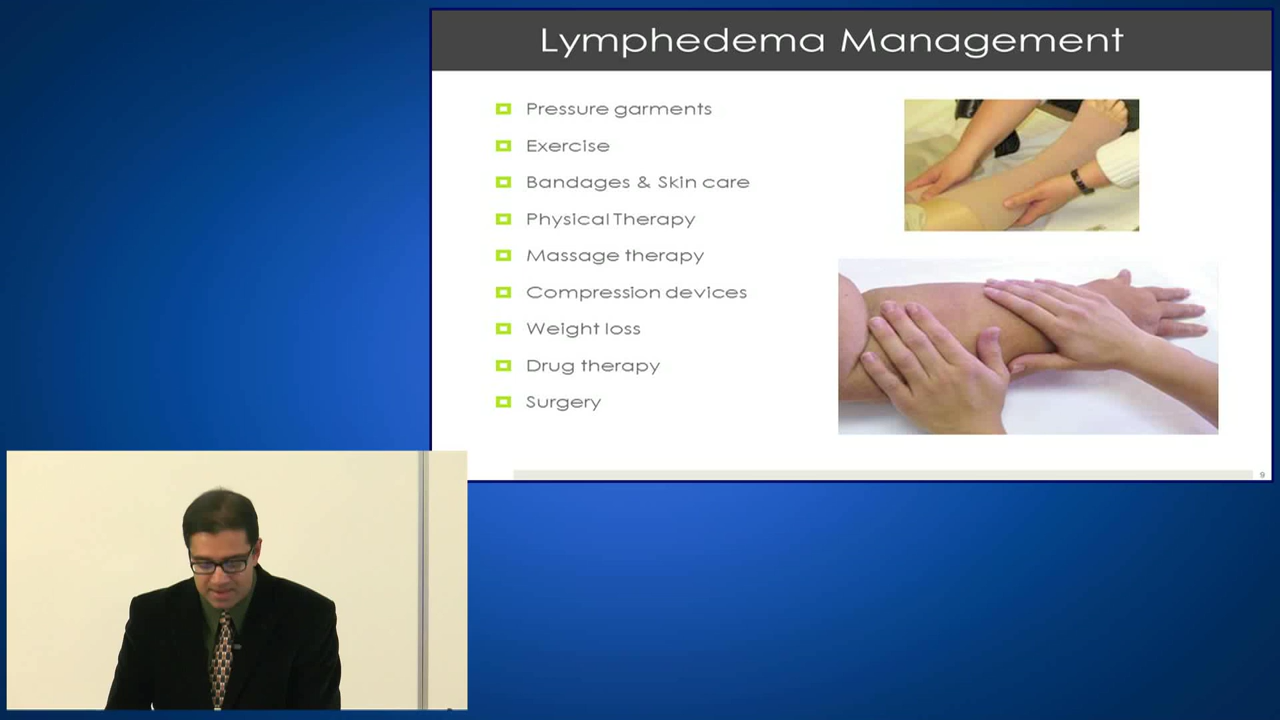 Lymphedema Management
Pressure garments
Exercise
Bandages & Skin care
Physical Therapy
Massage therapy
Compression devices
Weight loss
Drug therapy
Surgery
9